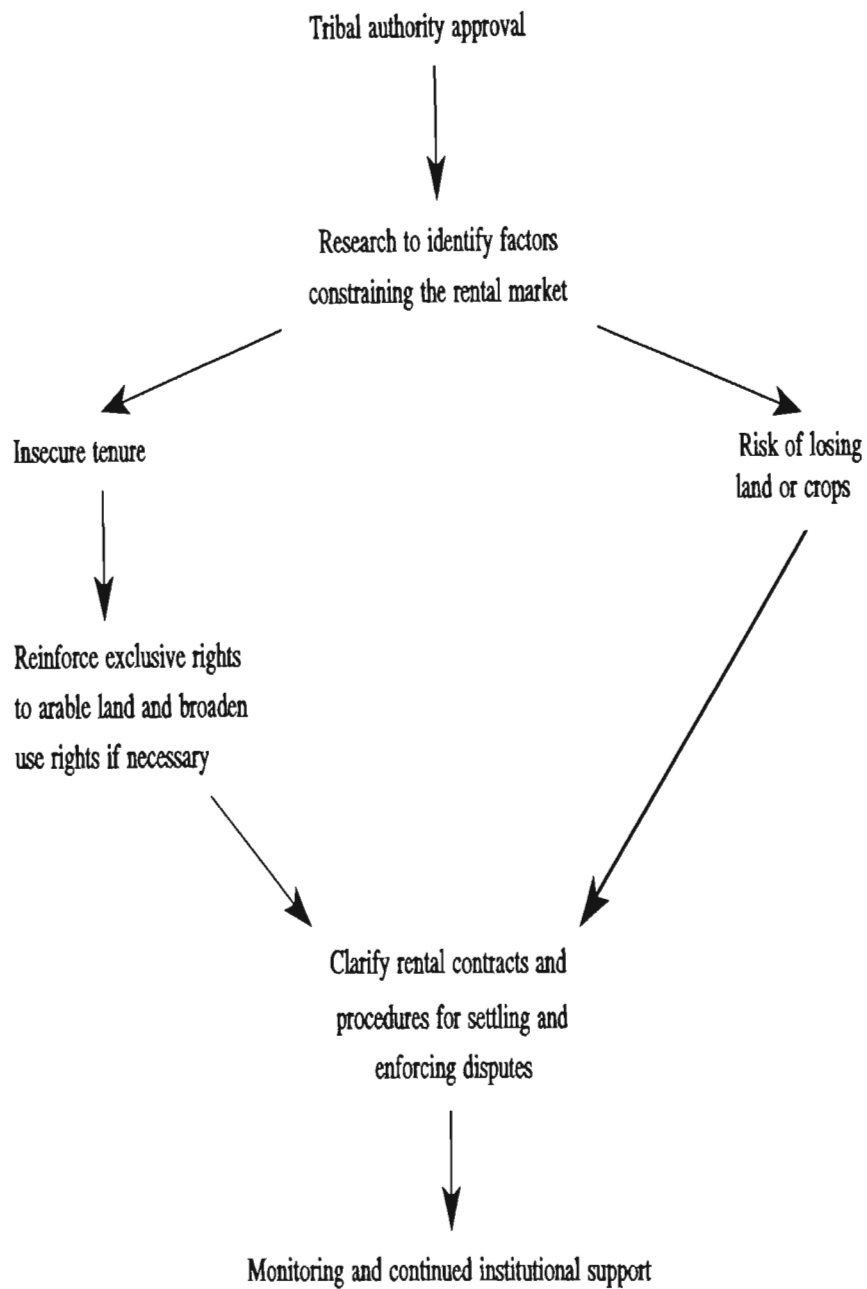 Tribal authority approval
Research to identify factors
constraining the rental market
Insecure tenure
Risk of losing
land or crops
Reinforce exclusive rights
to arable land and broaden
use rights if necessary
Clarify rental contracts and
procedures for settling and
enforcing disputes
Monitoring and continued institutional support